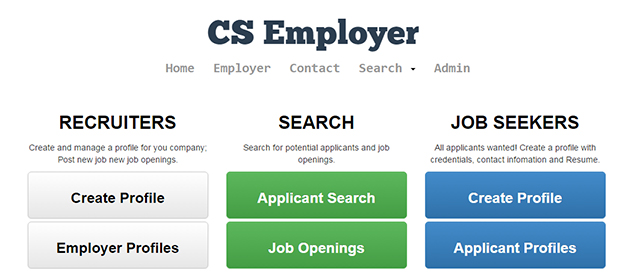 CS Employer
Home Employer Contact Search Admin
RECRUITERS
Create and manage a profile for you company;
Post new job new job openings.
Create Profile
Employer Profiles
SEARCH
Search for potential applicants and job
openings.
Applicant Search
Job Openings
JOB SEEKERS
All applicants wanted! Create a profile with
credentials, contact infomation and Resume.
Create Profile
Applicant Profiles